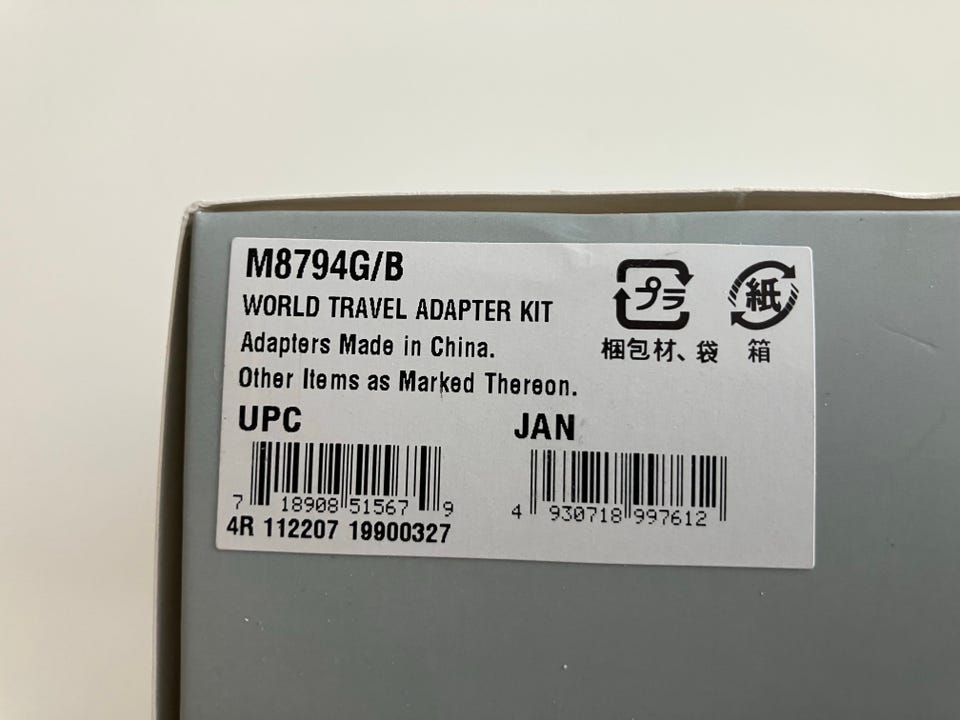 M8794G/B
WORLD TRAVEL ADAPTER KIT
Adapters Made in China.
Other Items as Marked Thereon.
プラ
紙
梱包材、袋
箱
UPC
JAN
7 18908 51567 9
4 930718 997612
4R 112207 19900327